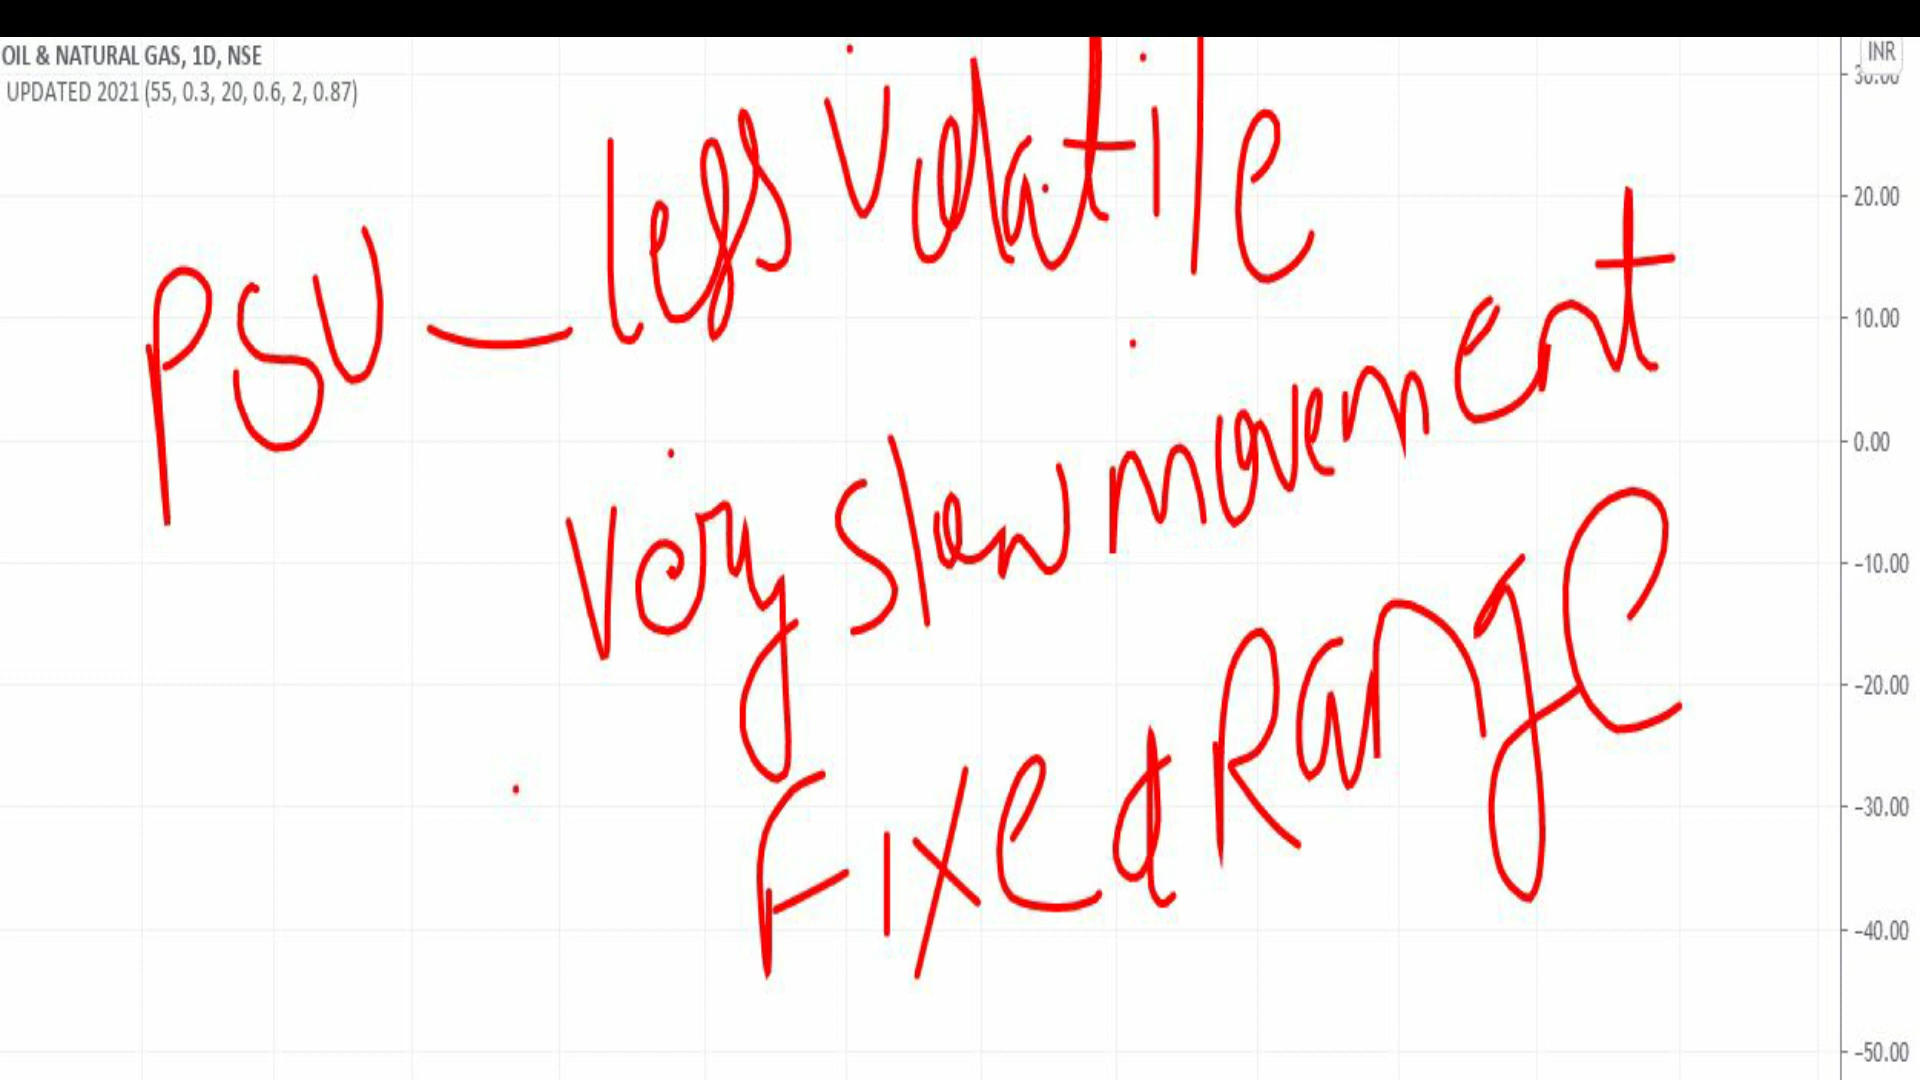 OIL & NATURAL GAS, 1D, NSE
UPDATED 2021 (55, 0.3, 20, 0.6, 2, 0.87)
INR
30.00
20.00
10.00
0.00
-10.00
-20.00
-30.00
-40.00
-50.00
PSU - less volatile
Very slow movement
Fixed Range